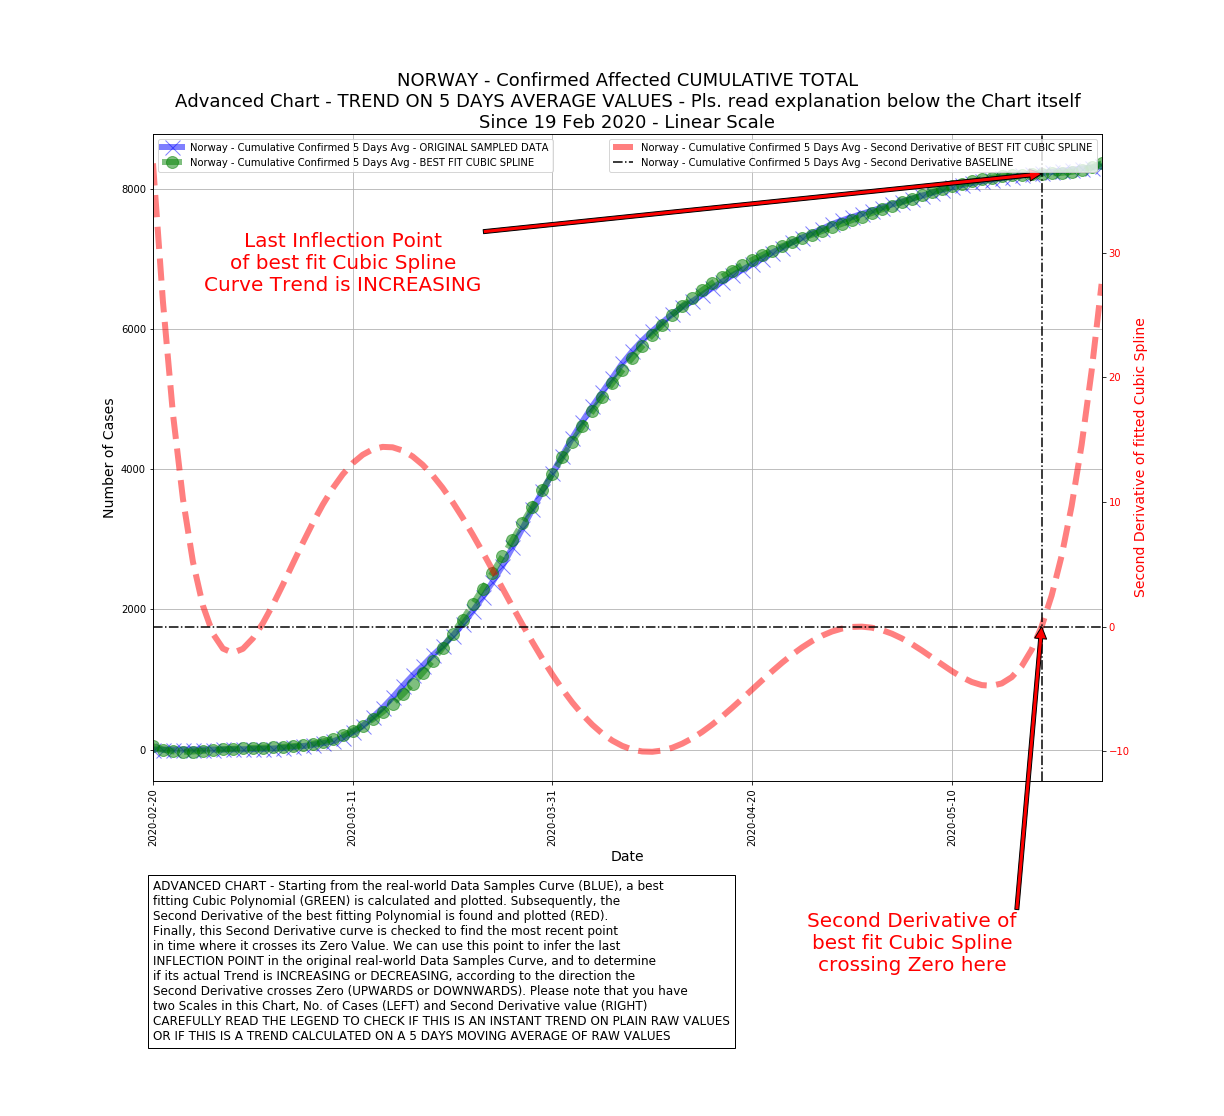 NORWAY - Confirmed Affected CUMULATIVE TOTAL
Advanced Chart - TREND ON 5 DAYS AVERAGE VALUES - Pls. read explanation below the Chart itself
Since 19 Feb 2020 - Linear Scale
Norway - Cumulative Confirmed 5 Days Avg - ORIGINAL SAMPLED DATA
Norway - Cumulative Confirmed 5 Days Avg - BEST FIT CUBIC SPLINE
Norway - Cumulative Confirmed 5 Days Avg - Second Derivative of BEST FIT CUBIC SPLINE
Norway - Cumulative Confirmed 5 Days Avg - Second Derivative BASELINE
Last Inflection Point
of best fit Cubic Spline
Curve Trend is INCREASING
Number of Cases
8000
6000
4000
2000
0
30
20
10
0
−10
Second Derivative of fitted Cubic Spline
2020-02-20
2020-03-11
2020-03-31
2020-04-20
2020-05-10
Date
Second Derivative of
best fit Cubic Spline
crossing Zero here
ADVANCED CHART - Starting from the real-world Data Samples Curve (BLUE), a best
fitting Cubic Polynomial (GREEN) is calculated and plotted. Subsequently, the
Second Derivative of the best fitting Polynomial is found and plotted (RED).
Finally, this Second Derivative curve is checked to find the most recent point
in time where it crosses its Zero Value. We can use this point to infer the last
INFLECTION POINT in the original real-world Data Samples Curve, and to determine
if its actual Trend is INCREASING or DECREASING, according to the direction the
Second Derivative crosses Zero (UPWARDS or DOWNWARDS). Please note that you have
two Scales in this Chart, No. of Cases (LEFT) and Second Derivative value (RIGHT)
CAREFULLY READ THE LEGEND TO CHECK IF THIS IS AN INSTANT TREND ON PLAIN RAW VALUES
OR IF THIS IS A TREND CALCULATED ON A 5 DAYS MOVING AVERAGE OF RAW VALUES